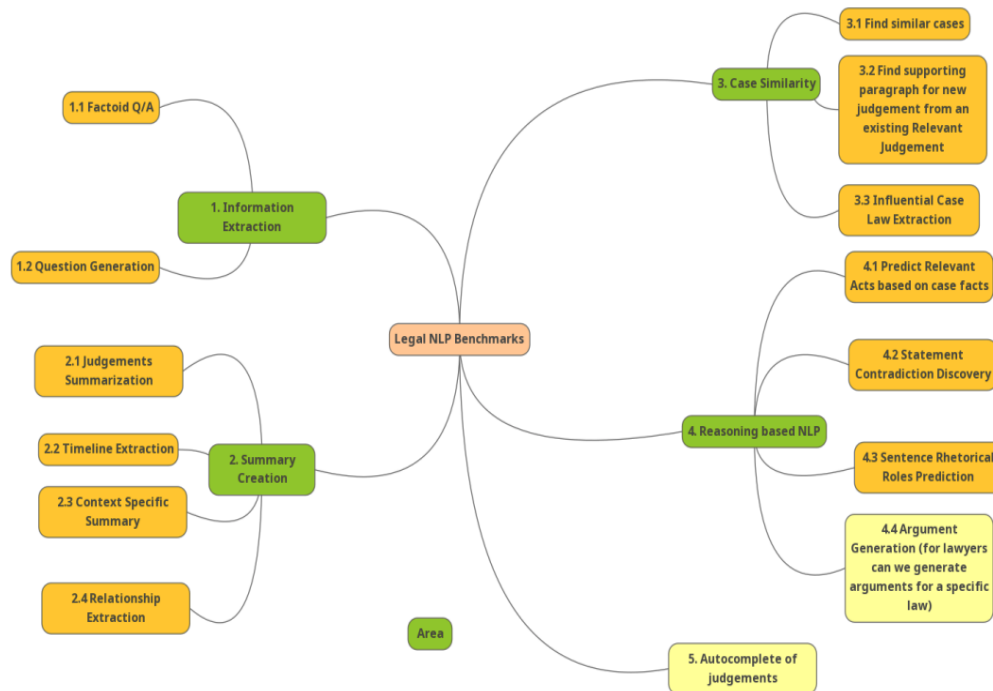 Legal NLP Benchmarks
1. Information
Extraction
1.1 Factoid Q/A
1.2 Question Generation
2. Summary
Creation
2.1 Judgements
Summarization
2.2 Timeline Extraction
2.3 Context Specific
Summary
2.4 Relationship
Extraction
3. Case Similarity
3.1 Find similar cases
3.2 Find supporting
paragraph for new
judgement from an
existing Relevant
Judgement
3.3 Influential Case
Law Extraction
4. Reasoning based NLP
4.1 Predict Relevant
Acts based on case facts
4.2 Statement
Contradiction Discovery
4.3 Sentence Rhetorical
Roles Prediction
4.4 Argument
Generation (for lawyers
can we generate
arguments for a specific
law)
5. Autocomplete of
judgements
Area